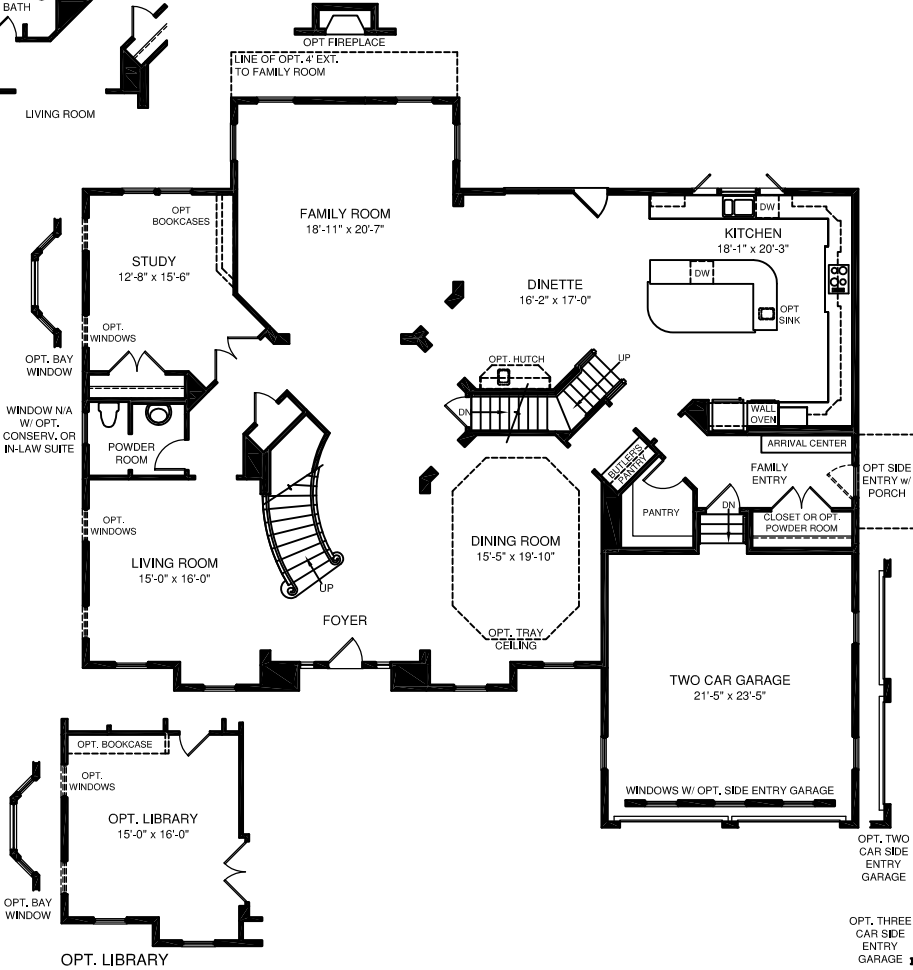 BATH
LIVING ROOM
OPT FIREPLACE
LINE OF OPT. 4' EXT.
TO FAMILY ROOM
OPT
BOOKCASES
STUDY
12'-8" x 15'-6"
FAMILY ROOM
18'-11" x 20'-7"
DINETTE
16'-2" x 17'-0"
DW
KITCHEN
18'-1" x 20'-3"
DW
OPT
SINK
OPT.
WINDOWS
OPT. BAY
WINDOW
OPT. HUTCH
UP
DN
WALL
OVEN
WINDOW N/A
W/ OPT.
CONSERV. OR
IN-LAW SUITE
POWDER
ROOM
ARRIVAL CENTER
FAMILY
ENTRY
OPT SIDE
ENTRY w/
PORCH
BUTLER'S
PANTRY
PANTRY
DN
CLOSET OR OPT.
POWDER ROOM
OPT.
WINDOWS
LIVING ROOM
15'-0" x 16'-0"
UP
FOYER
DINING ROOM
15'-5" x 19'-10"
OPT. TRAY
CEILING
TWO CAR GARAGE
21'-5" x 23'-5"
WINDOWS W/ OPT. SIDE ENTRY GARAGE
OPT. TWO
CAR SIDE
ENTRY
GARAGE
OPT. BOOKCASE
OPT.
WINDOWS
OPT. LIBRARY
15'-0" x 16'-0"
OPT. BAY
WINDOW
OPT. LIBRARY
OPT. THREE
CAR SIDE
ENTRY
GARAGE